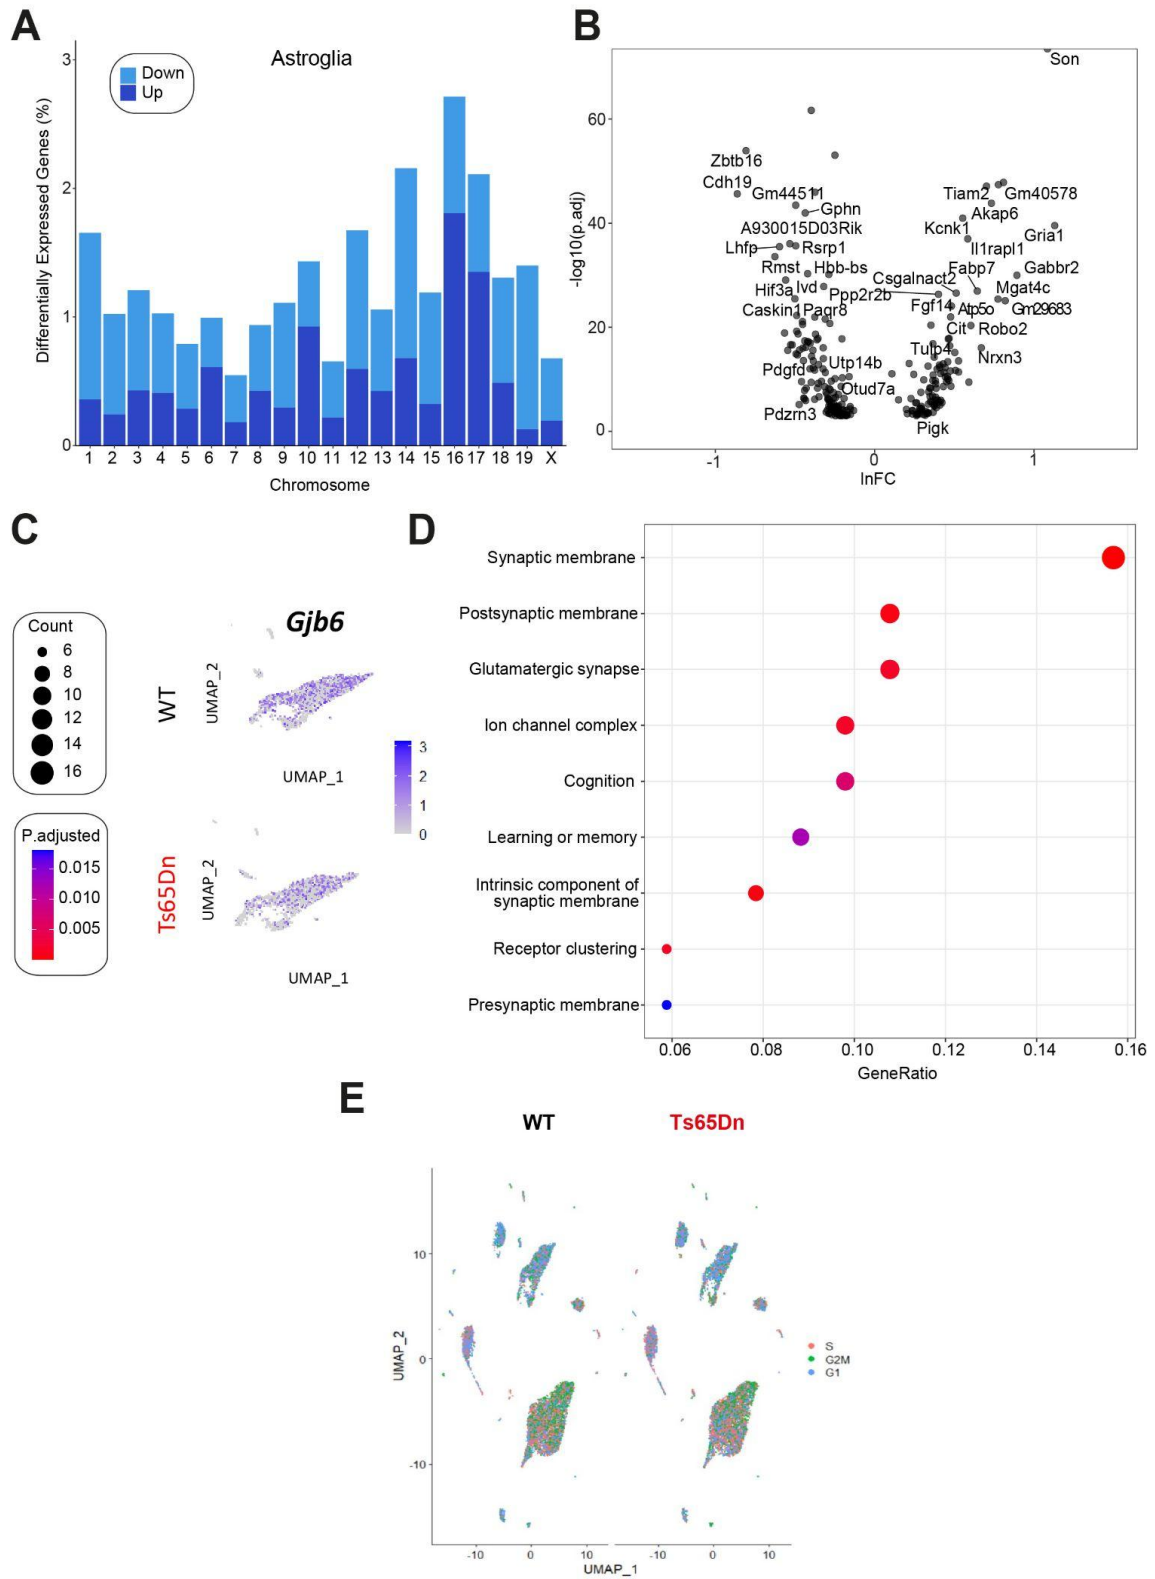 A
Astroglia
Down
Up
Differentially Expressed Genes (%)
3
2
1
0
1 2 3 4 5 6 7 8 9 10 11 12 13 14 15 16 17 18 19 X
Chromosome
B
Son
60
Zbtb16
Cdh19
Gm44511
Tiam2
Gm40578
Gphn
Akap6
40
A930015D03Rik
Kcnk1
Gria1
Lhfp
Rsrp1
Il1rapl1
Rmst
Hbb-bs
Fabp7
Gabbr2
Csgalnact2
Hif3a
Ivd
Ppp2r2b
Mgat4c
Caskin1
Paqr8
Fgf14
Atp5o
Gm29683
20
Cit
Robo2
Tulp4
Nrxn3
Pdgfd
Utp14b
Otud7a
Pdzrn3
Pigk
0
-log10(p.adj)
-1 0 1
lnFC
C
Count
6
8
10
12
14
16
P.adjusted
0.015
0.010
0.005
Gjb6
WT
UMAP_2
UMAP_1
3
2
1
0
Ts65Dn
UMAP_2
UMAP_1
D
Synaptic membrane
Postsynaptic membrane
Glutamatergic synapse
Ion channel complex
Cognition
Learning or memory
Intrinsic component of
synaptic membrane
Receptor clustering
Presynaptic membrane
0.06 0.08 0.10 0.12 0.14 0.16
GeneRatio
E
WT
Ts65Dn
UMAP_2
10
0
-10
S
G2M
G1
-10 0 10 -10 0 10
UMAP_1